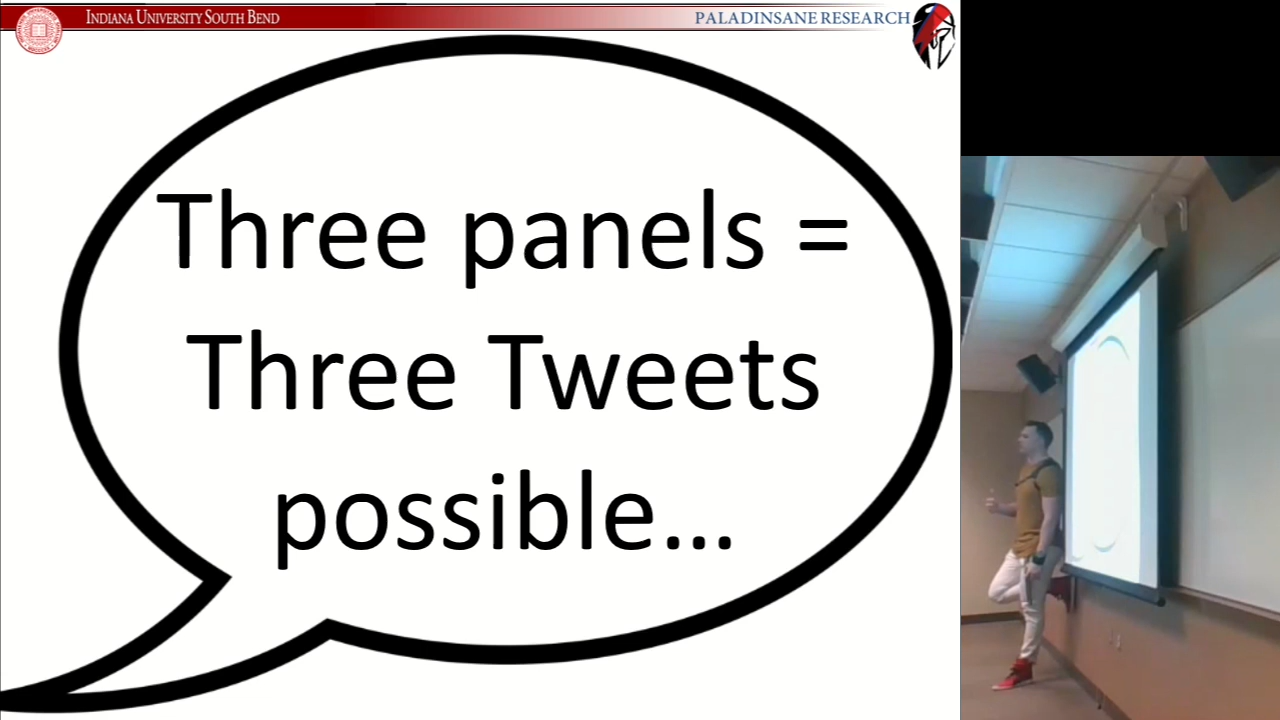 INDIANA UNIVERSITY SOUTH BEND
PALADINSANE RESEARCH
Three panels =
Three Tweets
possible...